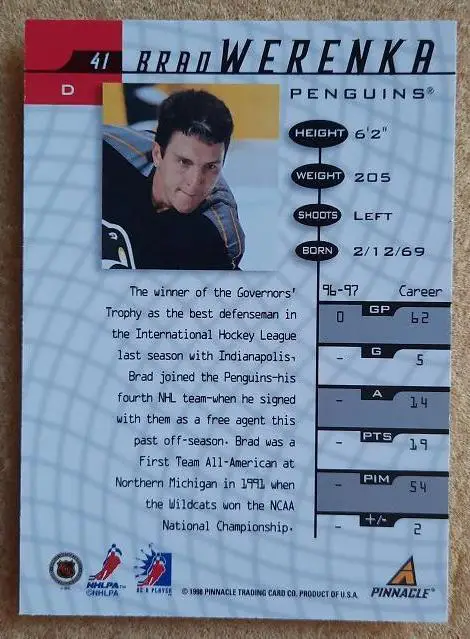 41 BRAD WERENKA
D PENGUINS®
HEIGHT 6'2"
WEIGHT 205
SHOOTS LEFT
BORN 2/12/69
The winner of the Governors'
Trophy as the best defenseman in
the International Hockey League
last season with Indianapolis,
Brad joined the Penguins-his
fourth NHL team-when he signed
with them as a free agent this
past off-season. Brad was a
First Team All-American at
Northern Michigan in 1991 when
the Wildcats won the NCAA
National Championship.
96-97 Career
0 GP 62
- G 5
- A 14
- PTS 19
- PIM 54
- +/- 2
NHLPA™
©NHLPA
BE A PLAYER
© 1998 PINNACLE TRADING CARD CO. PRODUCT OF U.S.A.
PINNACLE®